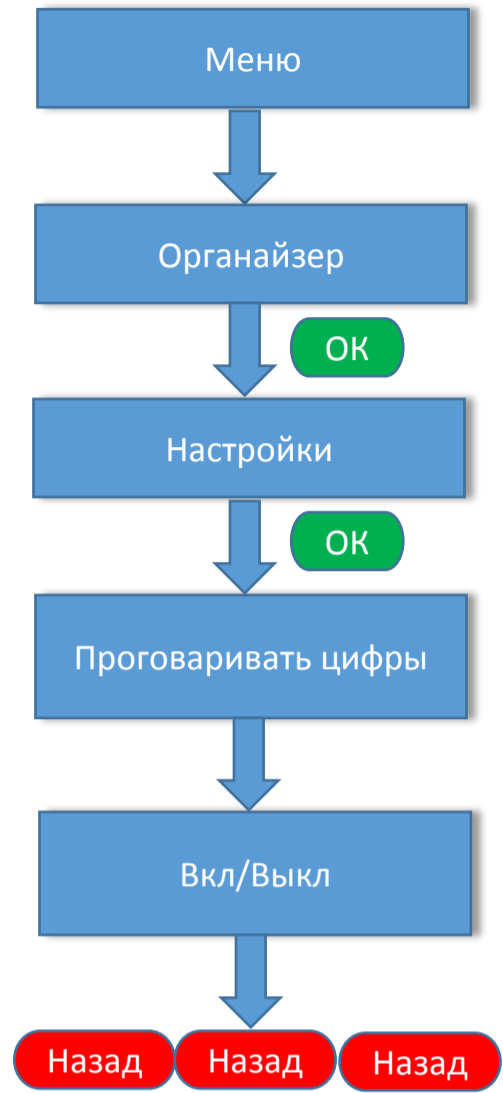 Меню
Органайзер
ОК
Настройки
ОК
Проговаривать цифры
Вкл/Выкл
Назад Назад Назад